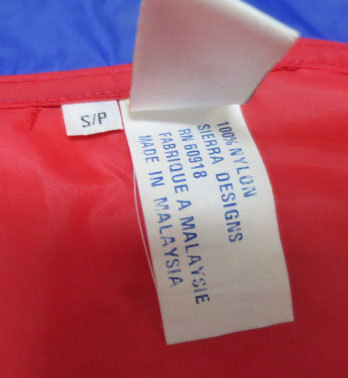 S/P
100% NYLON
SIERRA DESIGNS
RN 60918
FABRIQUE A MALAYSIE
MADE IN MALAYSIA